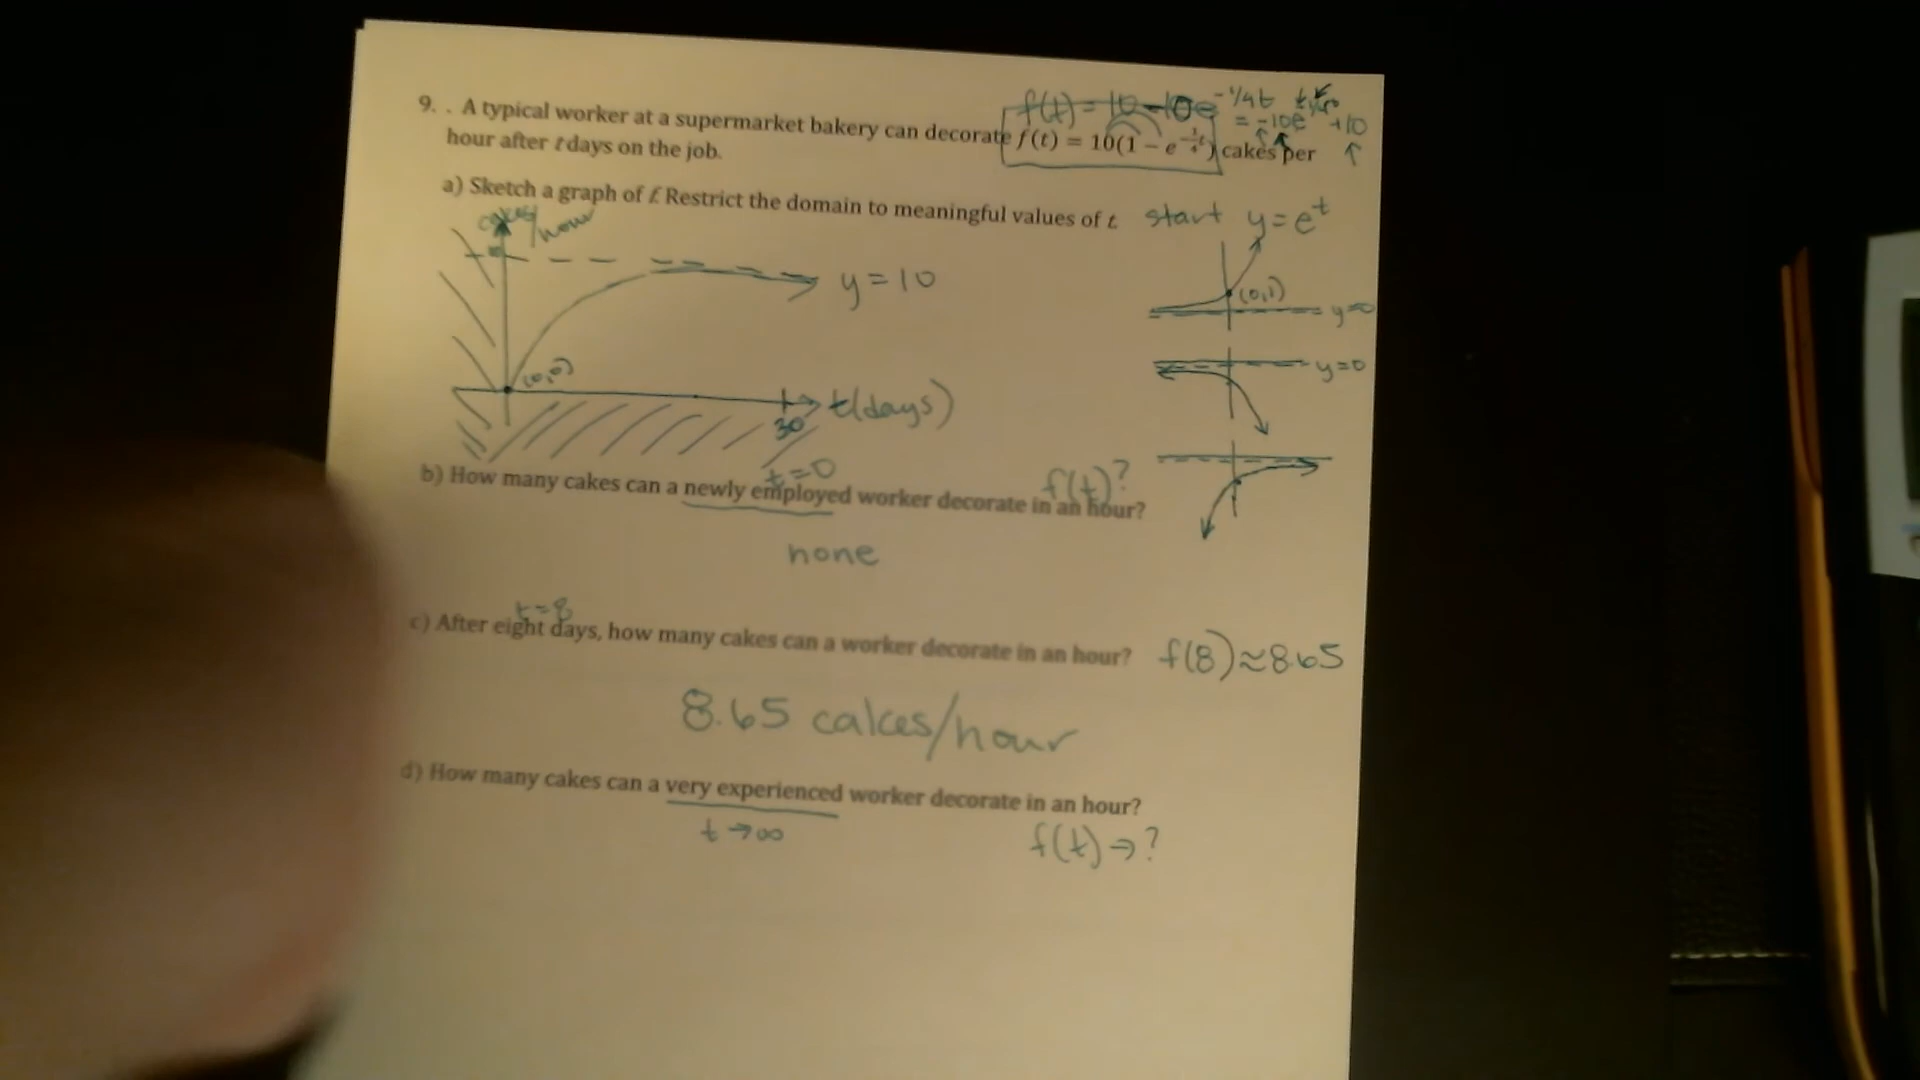 f(t) = 10 - 10e^-1/4t
= -10e +10
9. . A typical worker at a supermarket bakery can decorate f(t) = 10(1 − e^-1/4 t) cakes per
hour after t days on the job.
a) Sketch a graph of f. Restrict the domain to meaningful values of t.
start y=e^t
cakes/hour
y=10
(0,1)
y=0
y=0
(0,0)
t(days)
30
t=0
f(t)?
b) How many cakes can a newly employed worker decorate in an hour?
none
t=8
c) After eight days, how many cakes can a worker decorate in an hour?
f(8)≈8.65
8.65 cakes/hour
d) How many cakes can a very experienced worker decorate in an hour?
t→∞
f(t)→?